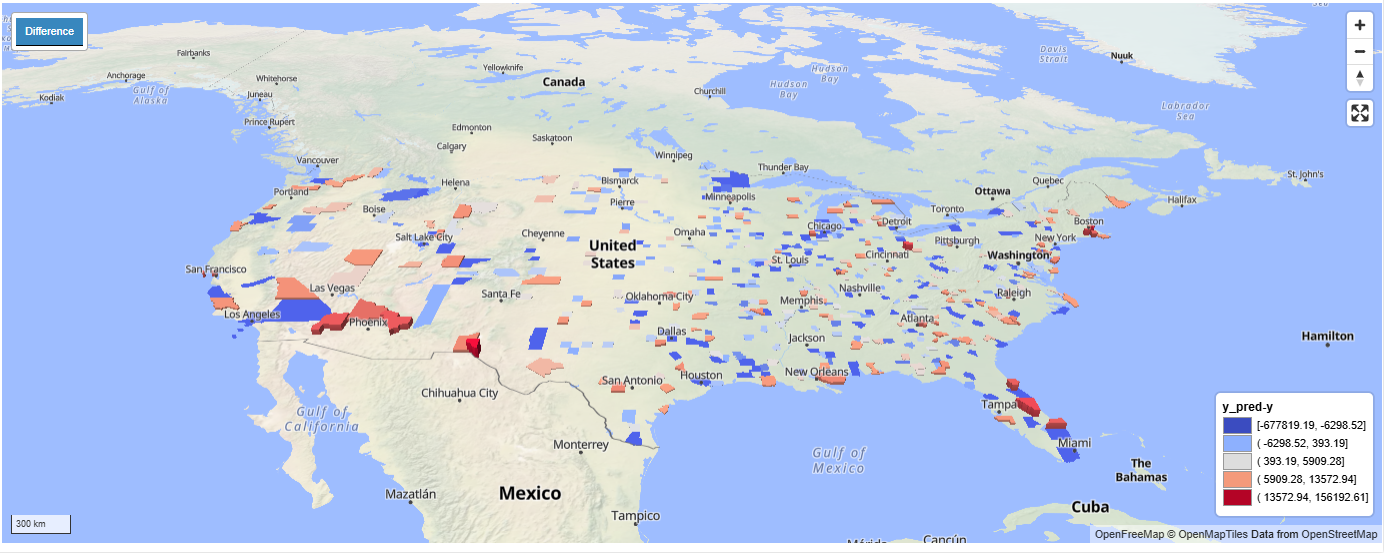 Difference
Fairbanks
Anchorage
Whitehorse
Yellowknife
Kodiak
Gulf of
Alaska
Juneau
Prince Rupert
Canada
Churchill
Hudson
Bay
Hudson
Bay
Davis
Strait
Nuuk
Labrador
Sea
Edmonton
Saskatoon
Calgary
Vancouver
Winnipeg
Thunder Bay
Quebec
St. John's
Portland
Helena
Bismarck
Ottawa
Halifax
Boise
Pierre
Minneapolis
Toronto
Boston
Salt Lake City
Cheyenne
Omaha
Chicago
Detroit
Pittsburgh
New York
United
States
San Francisco
St. Louis
Cincinnati
Washington
Las Vegas
Santa Fe
Oklahoma City
Nashville
Memphis
Raleigh
Los Angeles
Phoenix
Dallas
Atlanta
Jackson
Hamilton
San Antonio
Houston
New Orleans
Chihuahua City
Gulf of
California
Tampa
Miami
Monterrey
Gulf of
Mexico
The
Bahamas
Mazatlán
Mexico
Tampico
Cuba
Mérida
Cancún
y_pred-y
[-677819.19, -6298.52]
( -6298.52, 393.19]
( 393.19, 5909.28]
( 5909.28, 13572.94]
( 13572.94, 156192.61]
300 km
OpenFreeMap © OpenMapTiles Data from OpenStreetMap